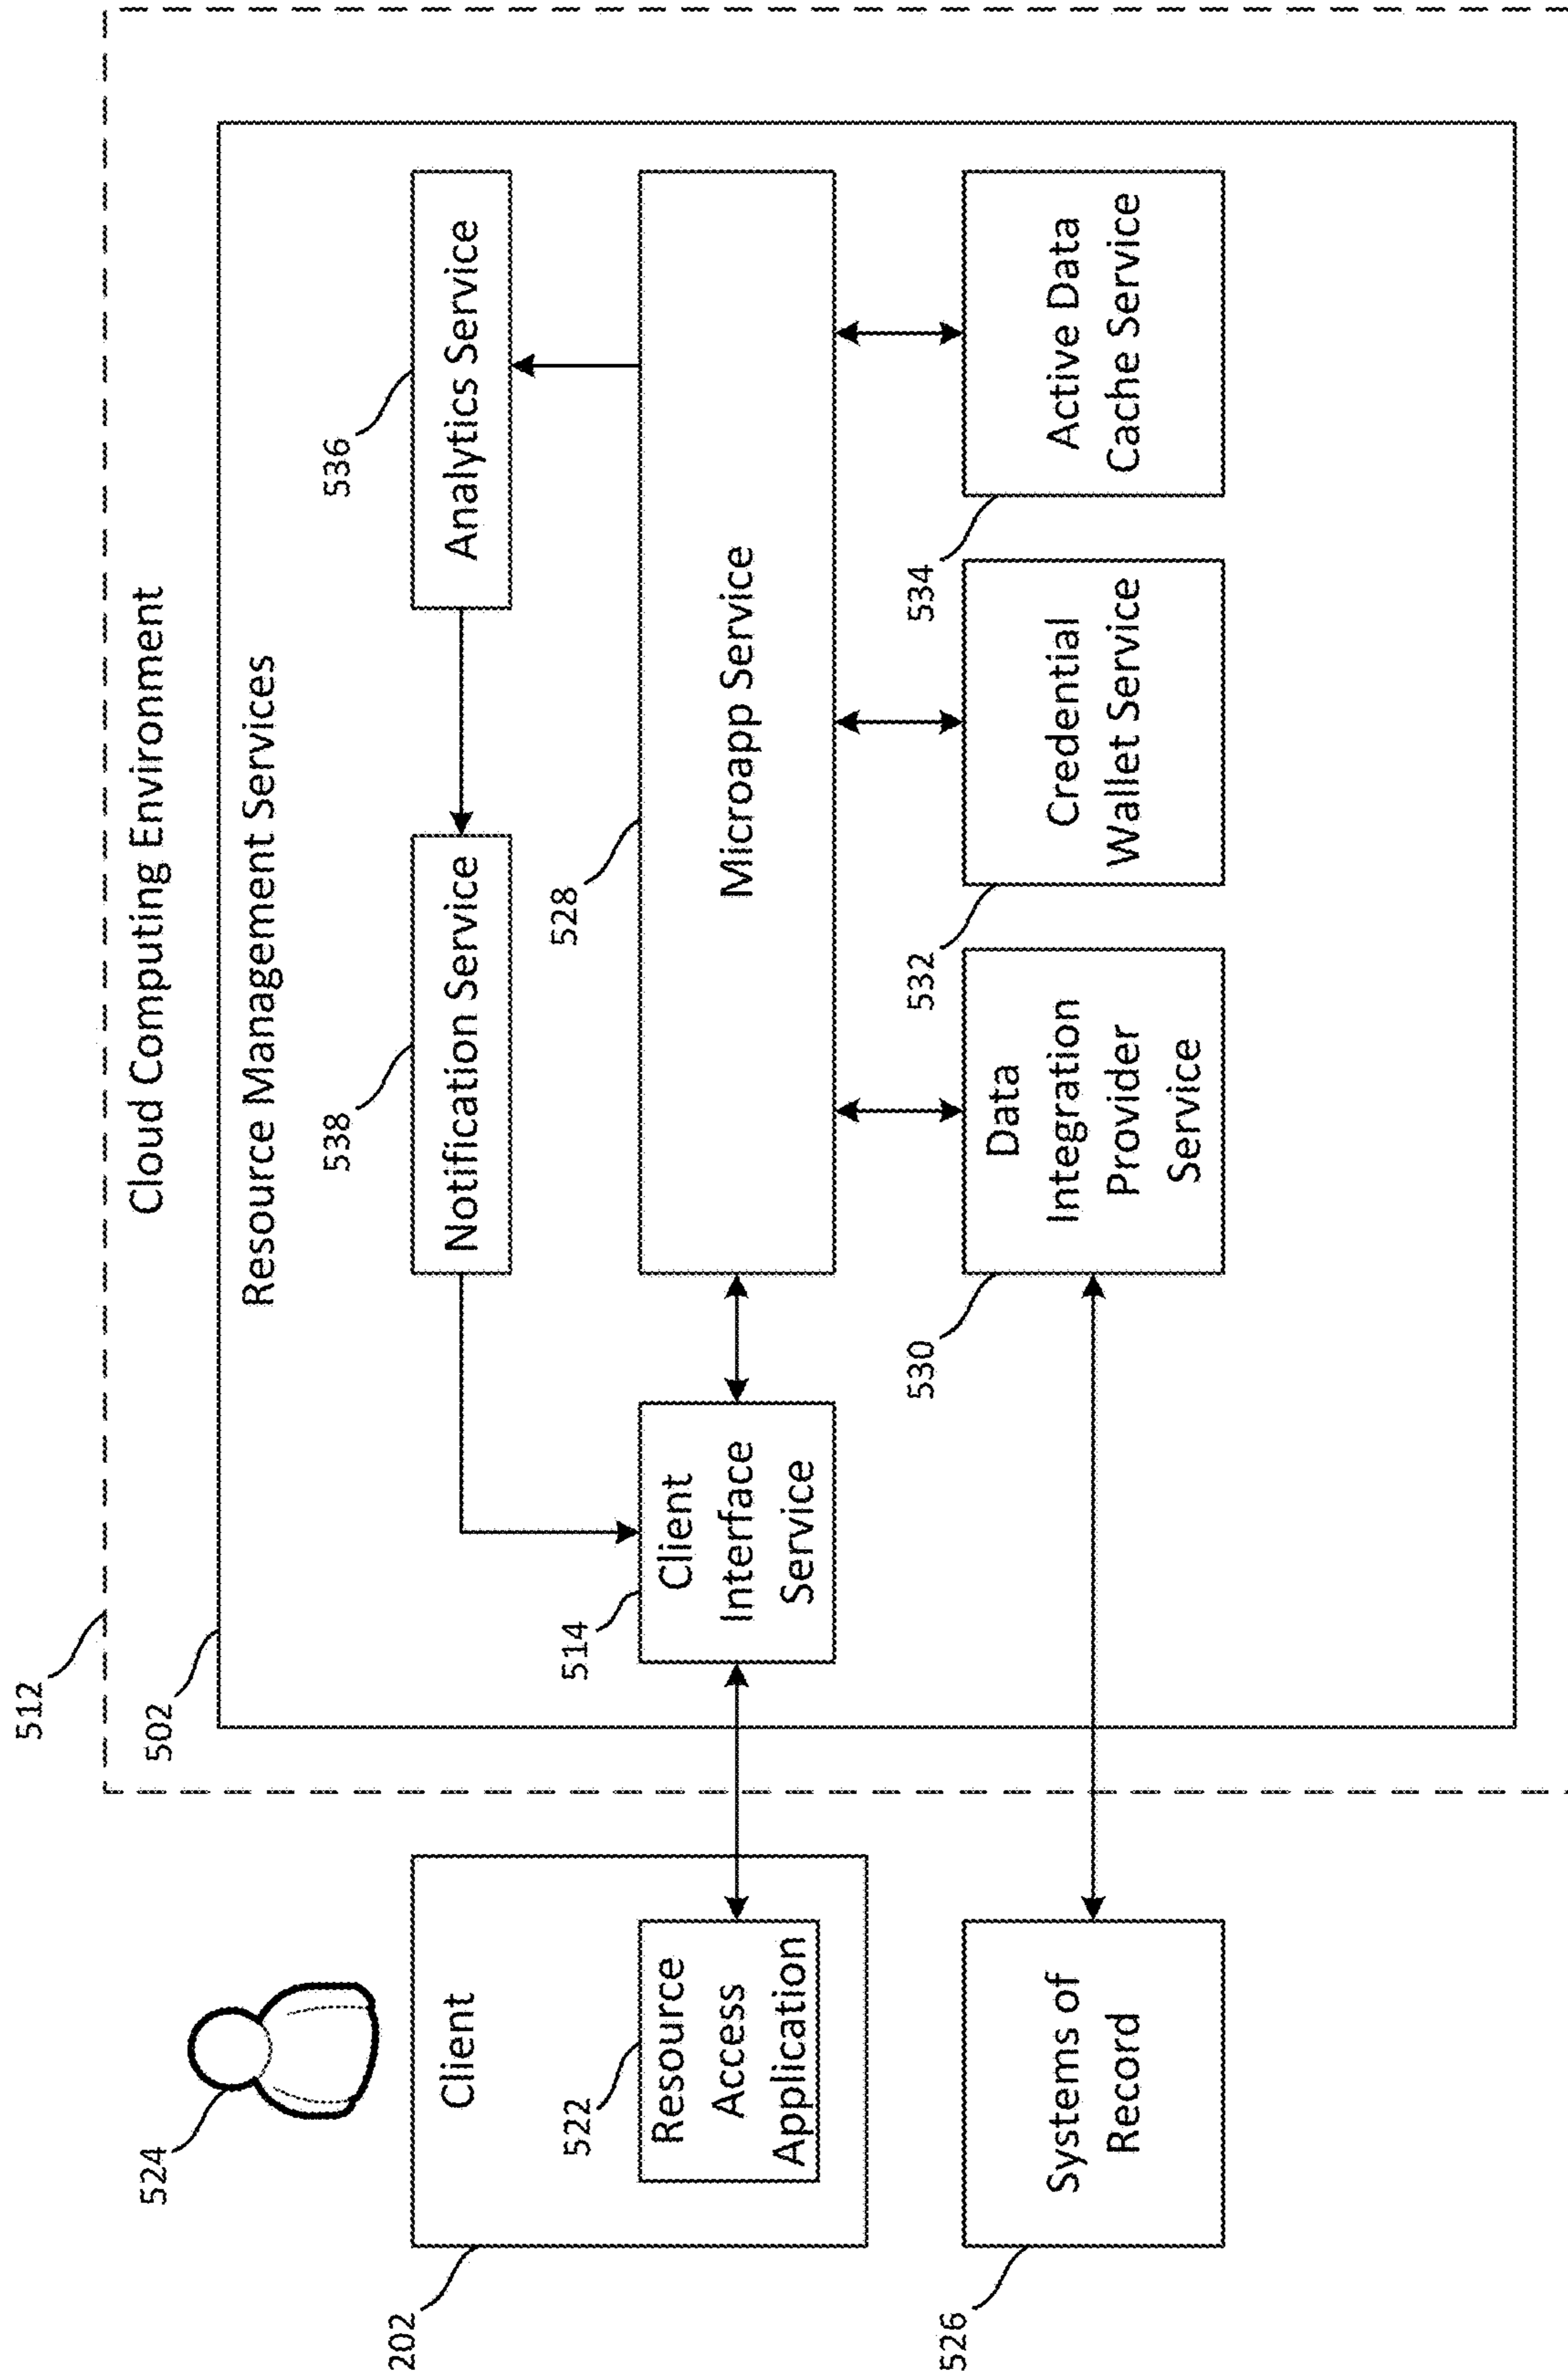 512
Cloud Computing Environment
502
Resource Management Services
524
202
Client
522
Resource
Access
Application
526
Systems of
Record
514
Client
Interface
Service
538
Notification Service
536
Analytics Service
528
Microapp Service
530
Data
Integration
Provider
Service
532
Credential
Wallet Service
534
Active Data
Cache Service